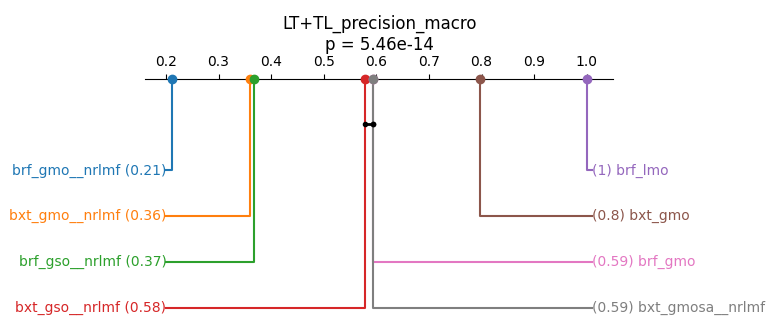 LT+TL_precision_macro
p = 5.46e-14
0.2 0.3 0.4 0.5 0.6 0.7 0.8 0.9 1.0
brf_gmo__nrlmf (0.21) (1) brf_lmo
bxt_gmo__nrlmf (0.36) (0.8) bxt_gmo
brf_gso__nrlmf (0.37) (0.59) brf_gmo
bxt_gso__nrlmf (0.58) (0.59) bxt_gmosa__nrlmf